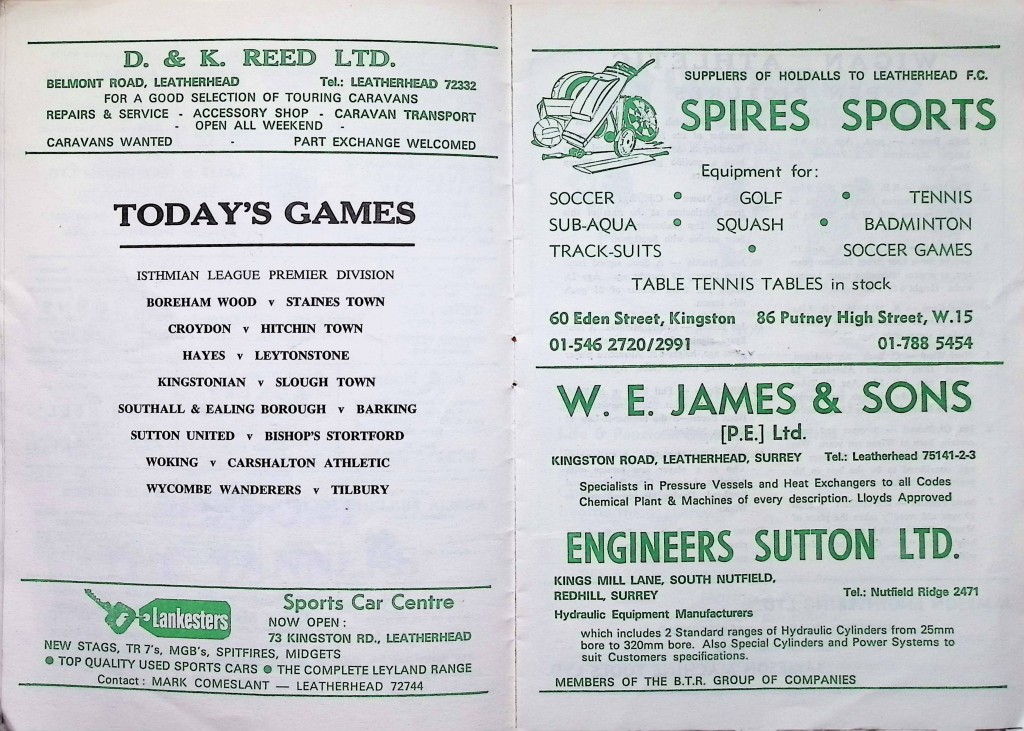 D. & K. REED LTD.
BELMONT ROAD, LEATHERHEAD Tel.: LEATHERHEAD 72332
FOR A GOOD SELECTION OF TOURING CARAVANS
REPAIRS & SERVICE - ACCESSORY SHOP - CARAVAN TRANSPORT
- OPEN ALL WEEKEND -
CARAVANS WANTED - PART EXCHANGE WELCOMED
TODAY'S GAMES
ISTHMIAN LEAGUE PREMIER DIVISION
BOREHAM WOOD v STAINES TOWN
CROYDON v HITCHIN TOWN
HAYES v LEYTONSTONE
KINGSTONIAN v SLOUGH TOWN
SOUTHALL & EALING BOROUGH v BARKING
SUTTON UNITED v BISHOP'S STORTFORD
WOKING v CARSHALTON ATHLETIC
WYCOMBE WANDERERS v TILBURY
Lankesters
Sports Car Centre
NOW OPEN :
73 KINGSTON RD., LEATHERHEAD
NEW STAGS, TR 7's, MGB's, SPITFIRES, MIDGETS
● TOP QUALITY USED SPORTS CARS ● THE COMPLETE LEYLAND RANGE
Contact : MARK COMESLANT — LEATHERHEAD 72744
SUPPLIERS OF HOLDALLS TO LEATHERHEAD F.C.
SPIRES SPORTS
Equipment for:
SOCCER ● GOLF ● TENNIS
SUB-AQUA ● SQUASH ● BADMINTON
TRACK-SUITS ● SOCCER GAMES
TABLE TENNIS TABLES in stock
60 Eden Street, Kingston 86 Putney High Street, W.15
01-546 2720/2991 01-788 5454
W. E. JAMES & SONS
[P.E.] Ltd.
KINGSTON ROAD, LEATHERHEAD, SURREY Tel.: Leatherhead 75141-2-3
Specialists in Pressure Vessels and Heat Exchangers to all Codes
Chemical Plant & Machines of every description. Lloyds Approved
ENGINEERS SUTTON LTD.
KINGS MILL LANE, SOUTH NUTFIELD,
REDHILL, SURREY Tel.: Nutfield Ridge 2471
Hydraulic Equipment Manufacturers
which includes 2 Standard ranges of Hydraulic Cylinders from 25mm
bore to 320mm bore. Also Special Cylinders and Power Systems to
suit Customers specifications.
MEMBERS OF THE B.T.R. GROUP OF COMPANIES